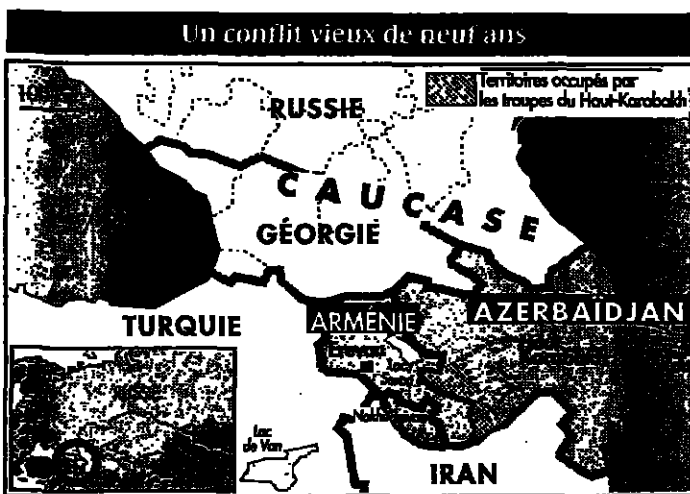 Un conflit vieux de neuf ans
Territoires occupés par
les troupes du Haut-Karabakh
RUSSIE
CAUCASE
GÉORGIE
TURQUIE
ARMÉNIE
AZERBAÏDJAN
Erevan
Lac
de Van
IRAN